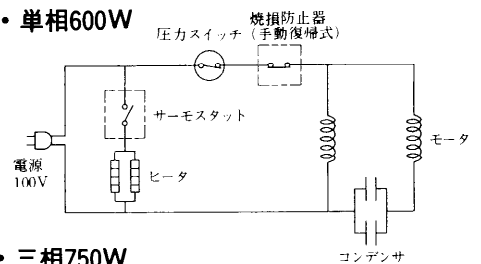 ・単相600W
焼損防止器
圧力スイッチ（手動復帰式）
サーモスタット
モータ
電源
100V
ヒータ
コンデンサ
・三相750W